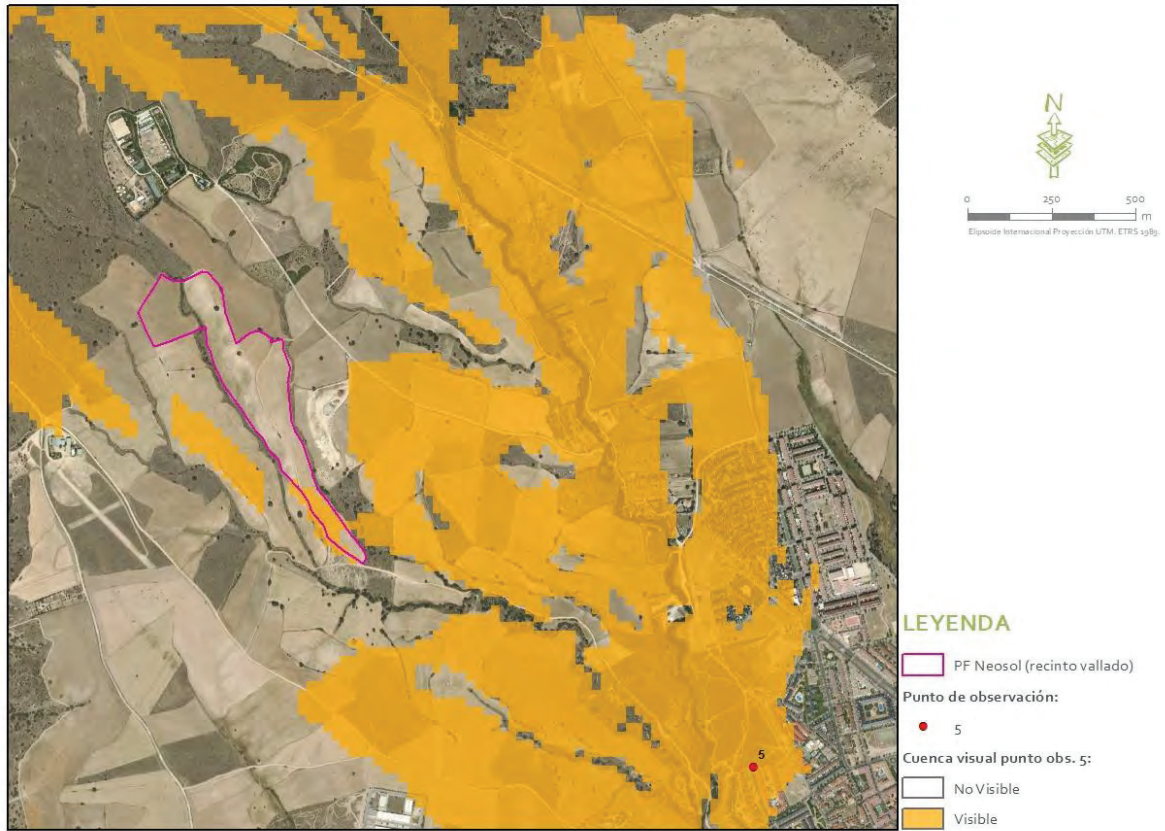 N
0 250 500
m
Elipsoide Internacional Proyección UTM. ETRS 1989.
LEYENDA
PF Neosol (recinto vallado)
Punto de observación:
5
Cuenca visual punto obs. 5:
No Visible
Visible
5